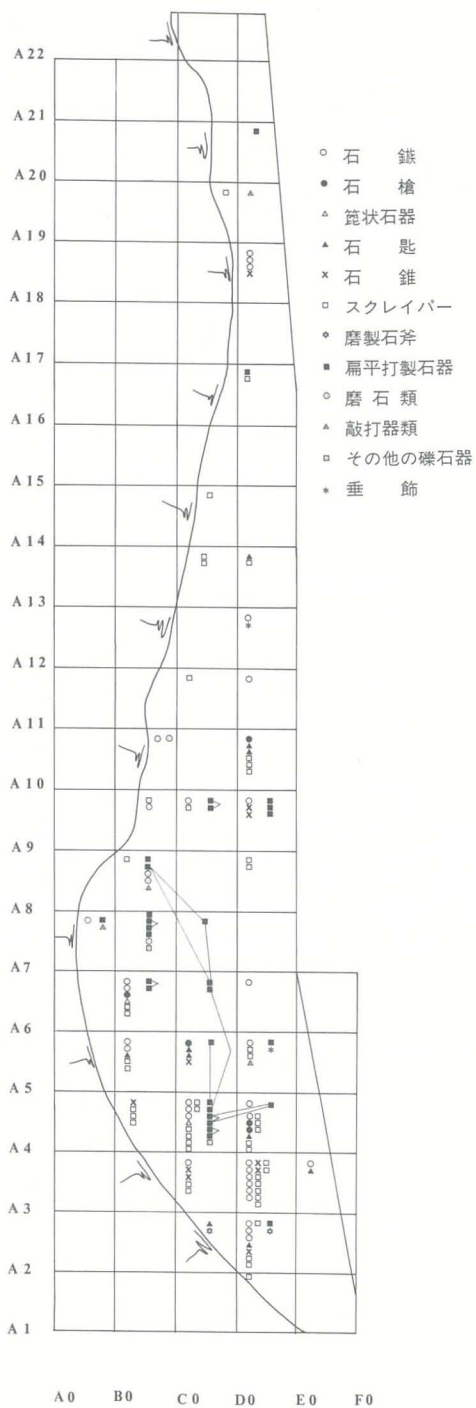 A22
A21
A20
A19
A18
A17
A16
A15
A14
A13
A12
A11
A10
A9
A8
A7
A6
A5
A4
A3
A2
A1
A0 B0 C0 D0 E0 F0
石鏃
石槍
箆状石器
石匙
石錐
スクレイパー
磨製石斧
扁平打製石器
磨石類
敲打器類
その他の礫石器
垂飾